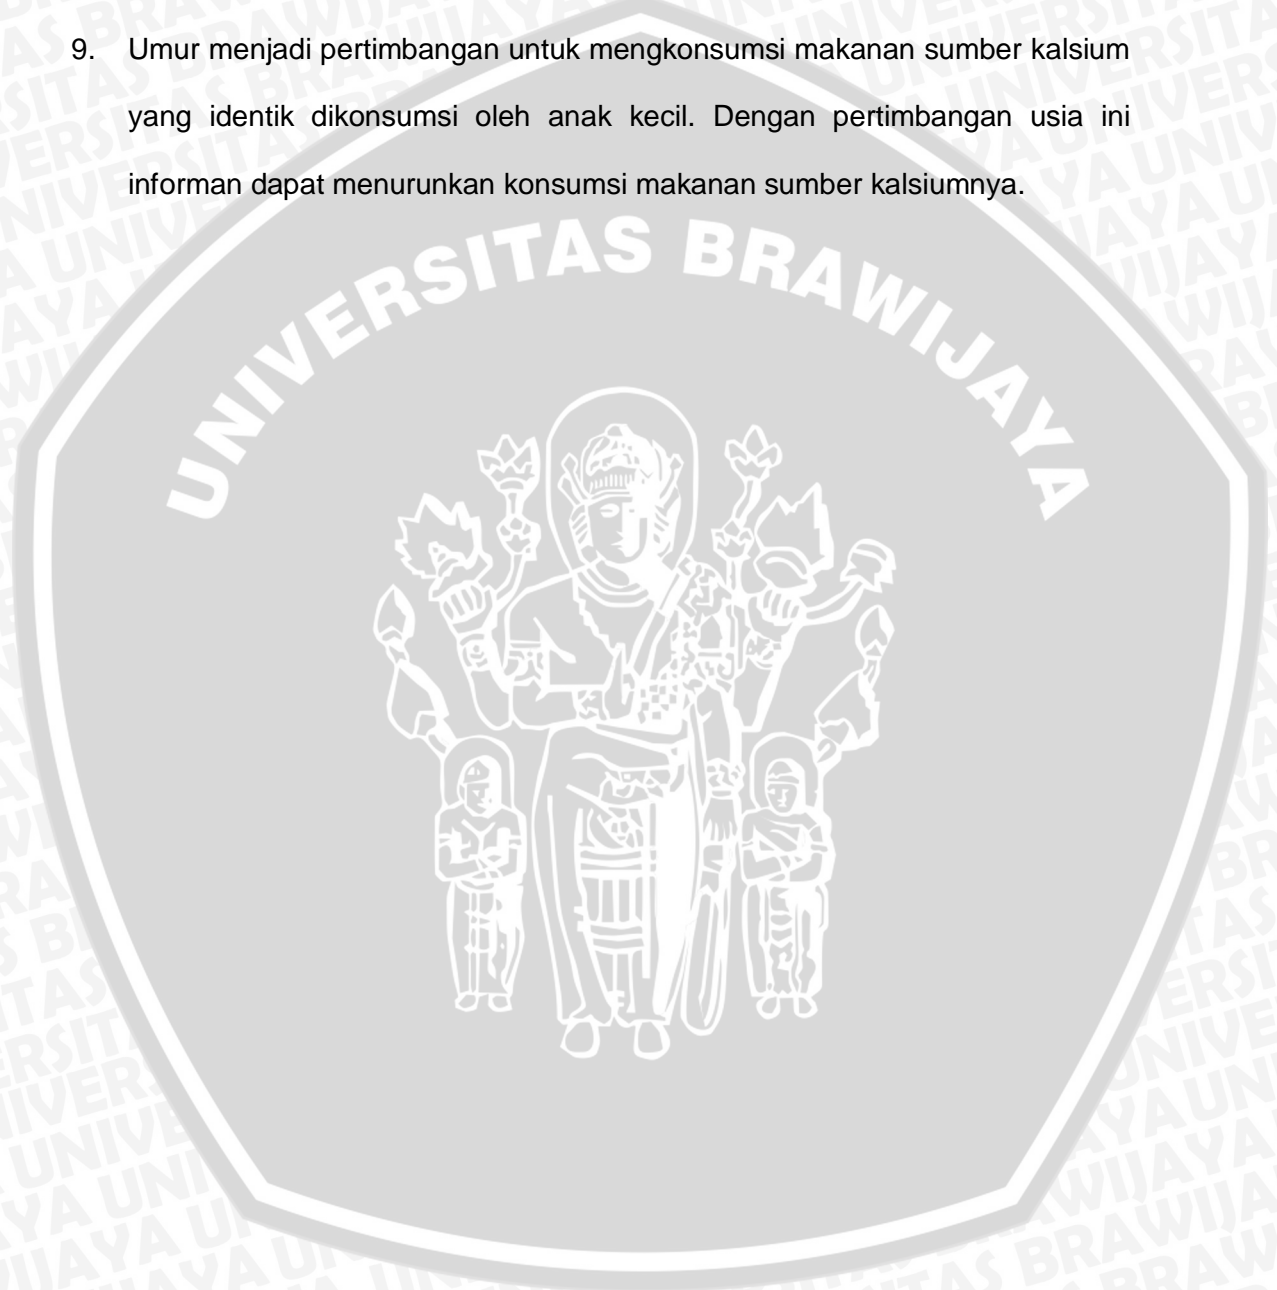 9. Umur menjadi pertimbangan untuk mengkonsumsi makanan sumber kalsium
yang identik dikonsumsi oleh anak kecil. Dengan pertimbangan usia ini
informan dapat menurunkan konsumsi makanan sumber kalsiumnya.
UNIVERSITAS BRAWIJAYA